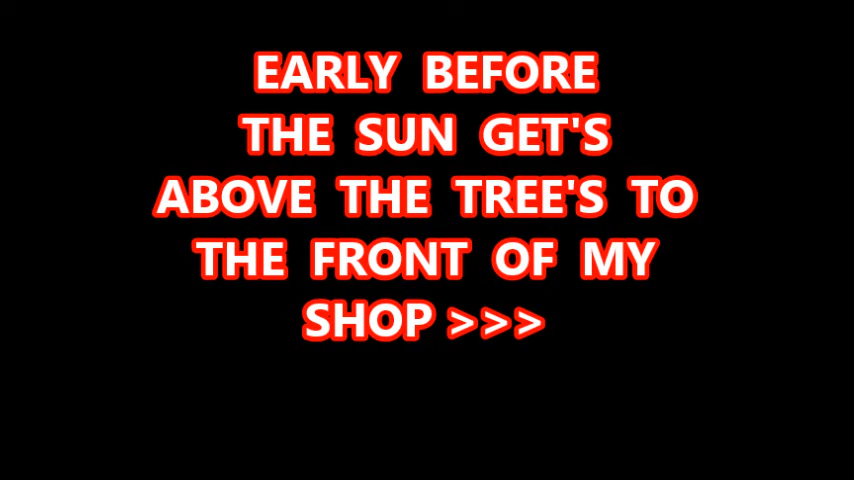 EARLY BEFORE
THE SUN GET'S
ABOVE THE TREE'S TO
THE FRONT OF MY
SHOP >>>